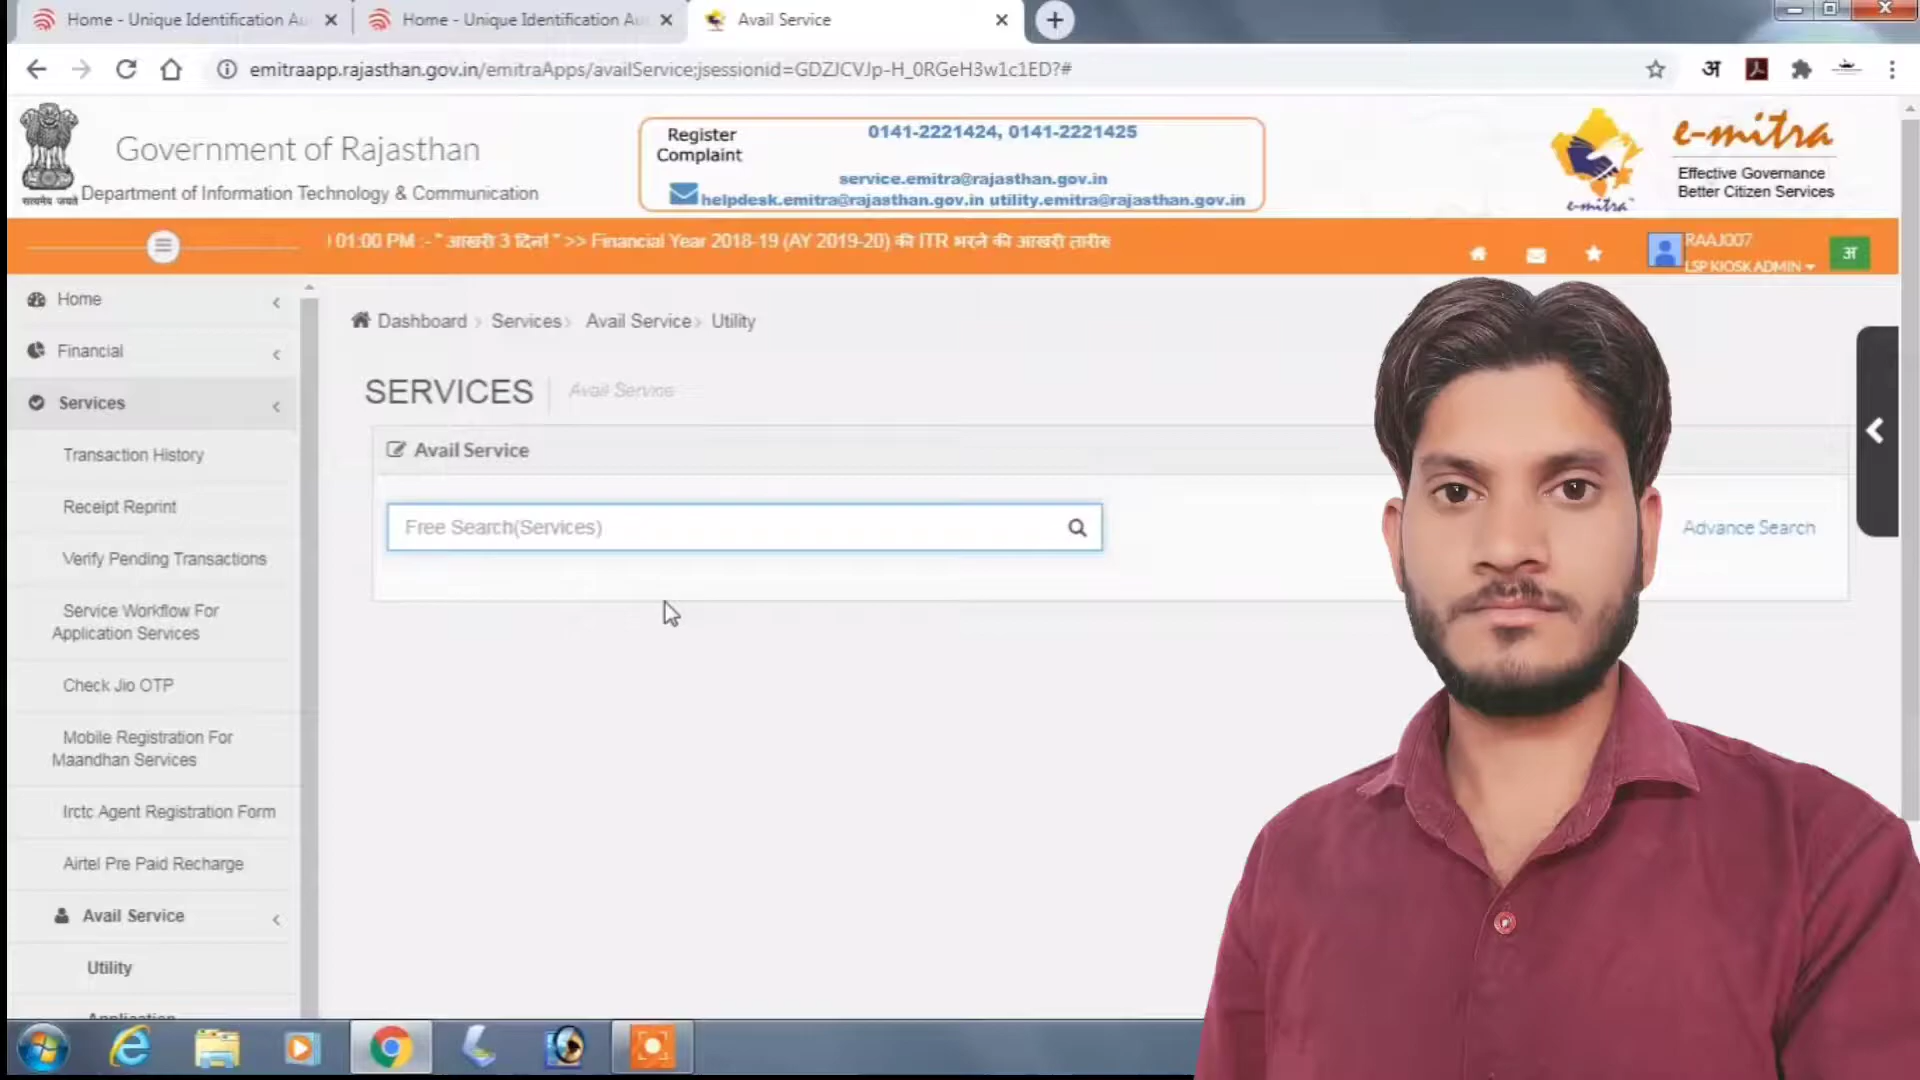 Home - Unique Identification Au
Home - Unique Identification Au
Avail Service
emitraapp.rajasthan.gov.in/emitraApps/availService;jsessionid=GDZJCVJp-H_0RGeH3w1c1ED?#
अ
सत्यमेव जयते
Government of Rajasthan
Department of Information Technology & Communication
Register
Complaint
0141-2221424, 0141-2221425
service.emitra@rajasthan.gov.in
helpdesk.emitra@rajasthan.gov.in utility.emitra@rajasthan.gov.in
e-mitra
e-mitra
Effective Governance
Better Citizen Services
01:00 PM :- " आखरी 3 दिन! " >> Financial Year 2018-19 (AY 2019-20) की ITR भरने की आखरी तारीख
RAAJ007
LSP KIOSK ADMIN
अ
Home
Financial
Services
Transaction History
Receipt Reprint
Verify Pending Transactions
Service Workflow For
Application Services
Check Jio OTP
Mobile Registration For
Maandhan Services
Irctc Agent Registration Form
Airtel Pre Paid Recharge
Avail Service
Utility
Application
Dashboard > Services > Avail Service > Utility
SERVICES
Avail Service
Avail Service
Free Search(Services)
Advance Search